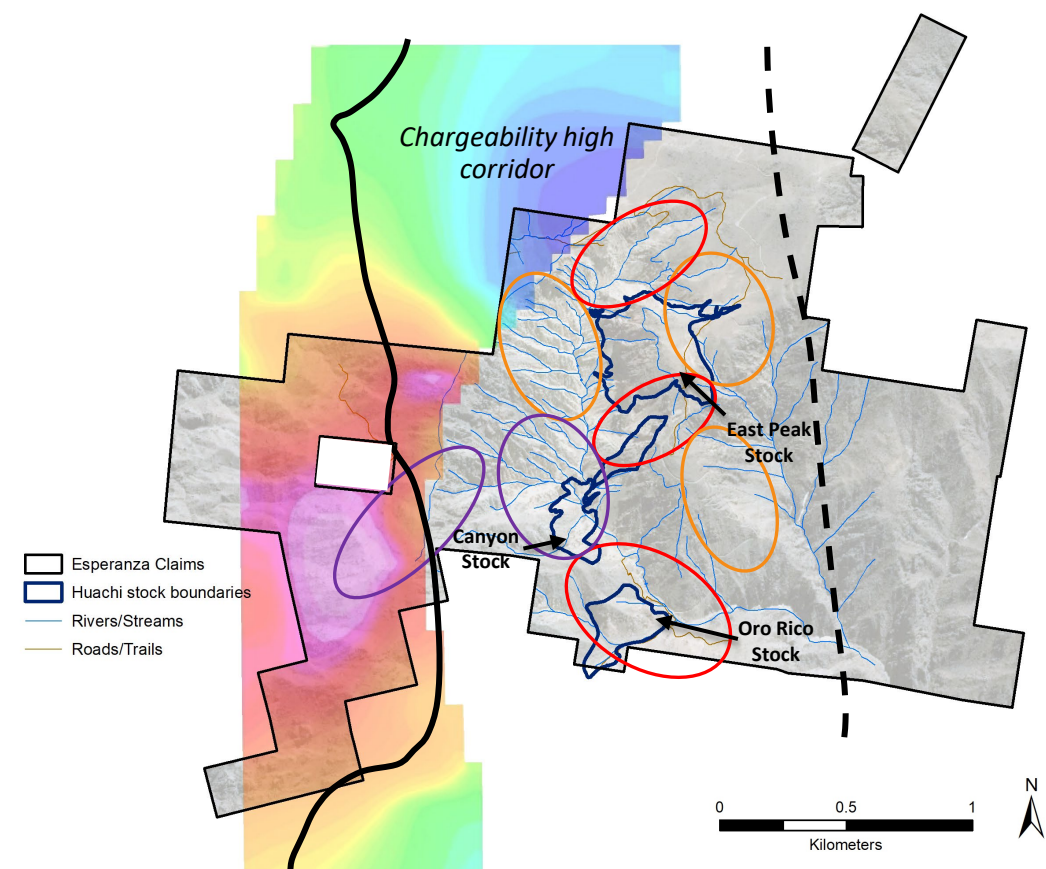 Chargeability high
corridor
East Peak
Stock
Canyon
Stock
Oro Rico
Stock
Esperanza Claims
Huachi stock boundaries
Rivers/Streams
Roads/Trails
N
0 0.5 1
Kilometers